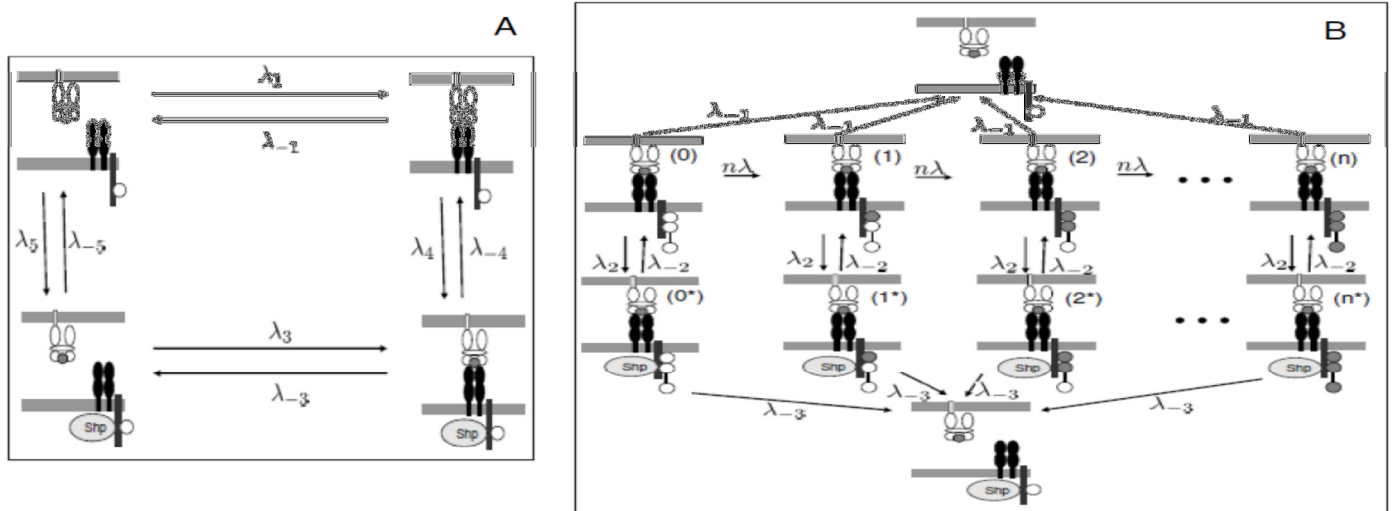 A
λ1
λ−1
λ5
λ−5
λ4
λ−4
λ3
λ−3
Shp
Shp
B
λ−1
λ−1
λ−1
λ−1
(0)
(1)
(2)
(n)
nλ
nλ
nλ
• • •
λ2
λ−2
λ2
λ−2
λ2
λ−2
λ2
λ−2
(0*)
(1*)
(2*)
(n*)
• • •
Shp
Shp
Shp
Shp
λ−3
λ−3
λ−3
λ−3
Shp